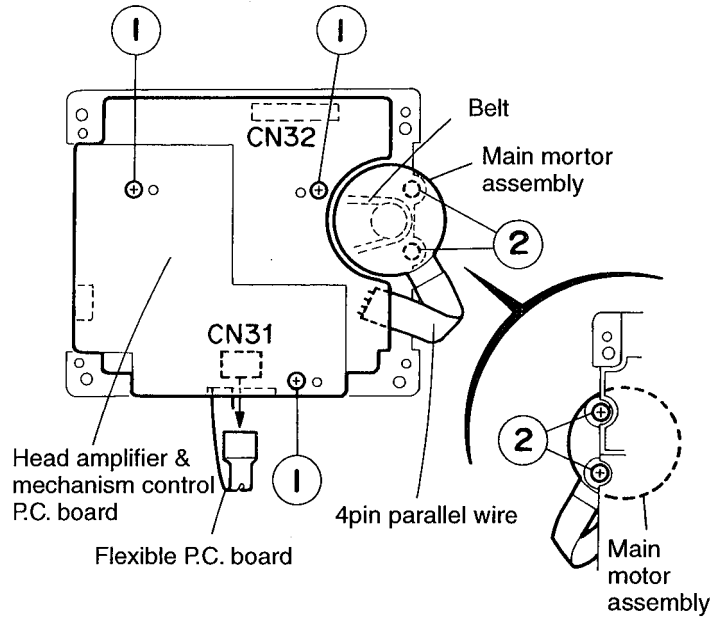 1
1
CN32
Belt
Main mortor
assembly
2
CN31
2
1
Head amplifier &
mechanism control
P.C. board
4pin parallel wire
Flexible P.C. board
Main
motor
assembly